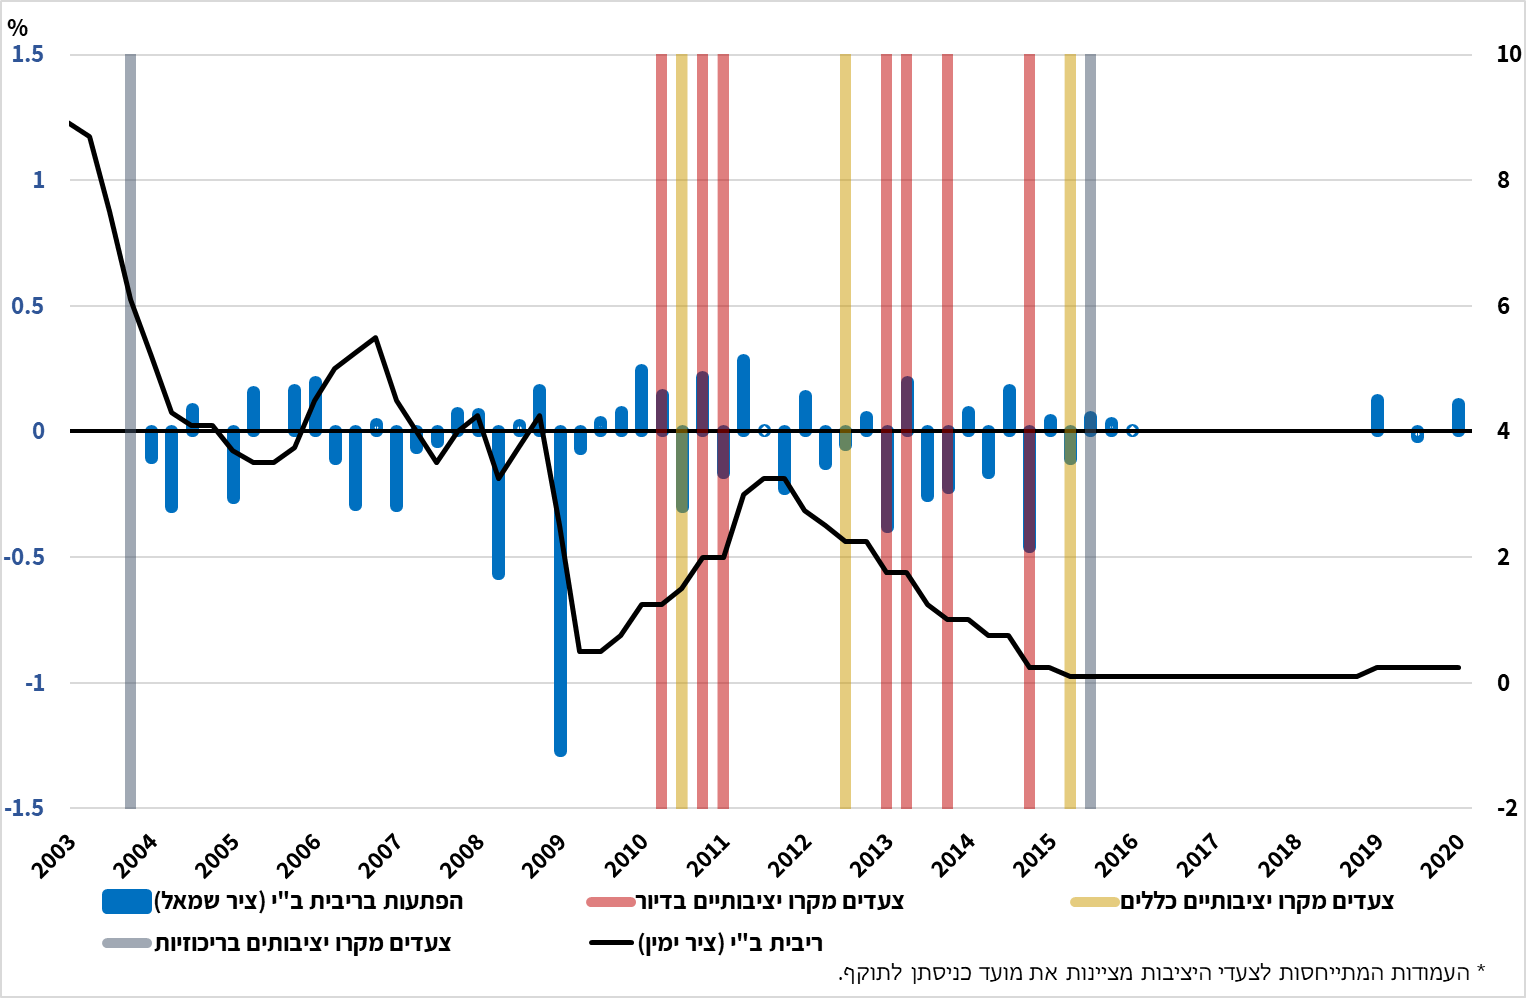 %
1.5 10
1 8
0.5 6
0 4
-0.5 2
-1 0
-1.5 -2
2003 2004 2005 2006 2007 2008 2009 2010 2011 2012 2013 2014 2015 2016 2017 2018 2019 2020
הפתעות בריבית ב"י (ציר שמאל)
צעדים מקרו יציבותיים בדיור
צעדים מקרו יציבותיים כללים
צעדים מקרו יציבותים בריכוזיות
ריבית ב"י (ציר ימין)
* העמודות המתייחסות לצעדי היציבות מציינות את מועד כניסתן לתוקף.